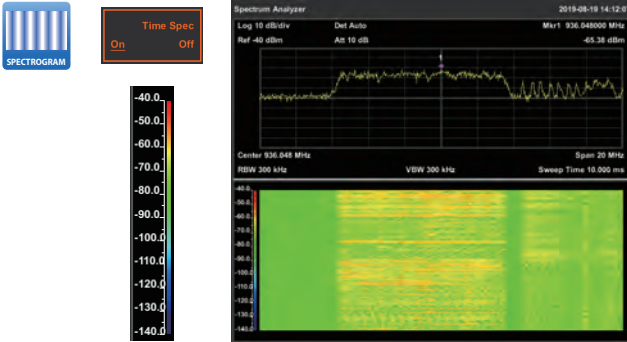 SPECTROGRAM
Time Spec
On Off
-40.0
-50.0
-60.0
-70.0
-80.0
-90.0
-100.0
-110.0
-120.0
-130.0
-140.0
Spectrum Analyzer 2019-08-19 14:12:0
Log 10 dB/div Det Auto Mkr1 936.048000 MHz
Ref -40 dBm Att 10 dB -65.38 dBm
1
Center 936.048 MHz Span 20 MHz
RBW 300 kHz VBW 300 kHz Sweep Time 10.000 ms
-40.0
-50.0
-60.0
-70.0
-80.0
-90.0
-100.0
-110.0
-120.0
-130.0
-140.0